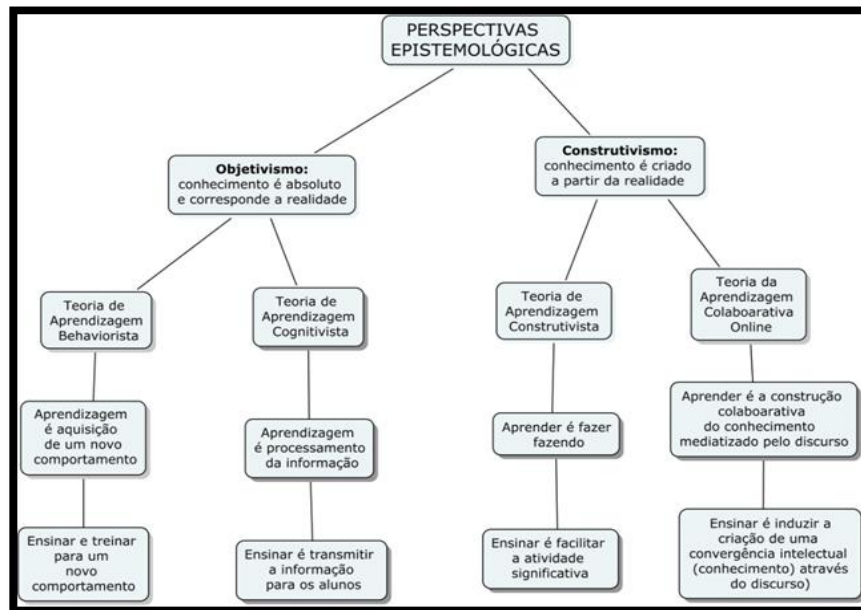 PERSPECTIVAS
EPISTEMOLÓGICAS
Objetivismo:
conhecimento é absoluto
e corresponde a realidade
Construtivismo:
conhecimento é criado
a partir da realidade
Teoria de
Aprendizagem
Behaviorista
Teoria de
Aprendizagem
Cognitivista
Teoria de
Aprendizagem
Construtivista
Teoria da
Aprendizagem
Colaboarativa
Online
Aprendizagem
é aquisição
de um novo
comportamento
Aprendizagem
é processamento
da informação
Aprender é fazer
fazendo
Aprender é a construção
colaboarativa
do conhecimento
mediatizado pelo discurso
Ensinar e treinar
para um
novo
comportamento
Ensinar é transmitir
a informação
para os alunos
Ensinar é facilitar
a atividade
significativa
Ensinar é induzir a
criação de uma
convergência intelectual
(conhecimento) através
do discurso)